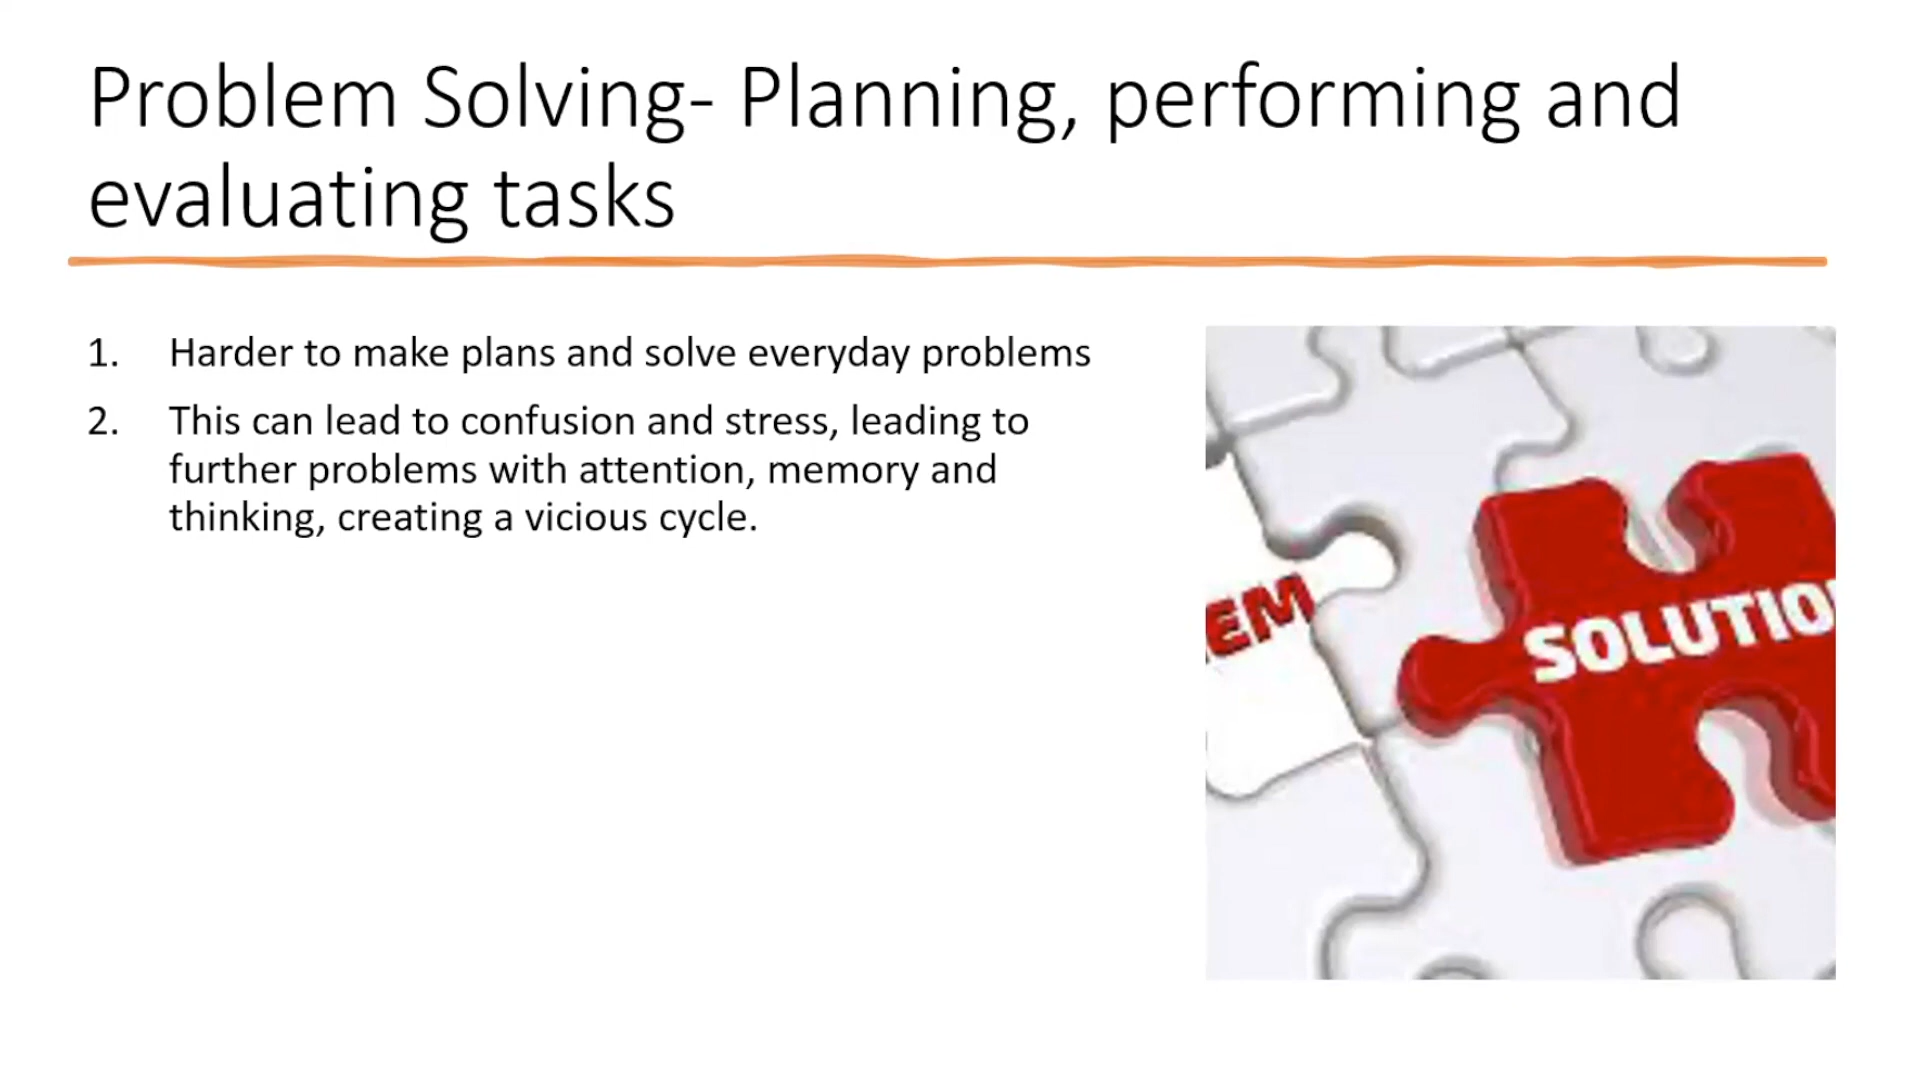 Problem Solving- Planning, performing and
evaluating tasks
1. Harder to make plans and solve everyday problems
2. This can lead to confusion and stress, leading to
further problems with attention, memory and
thinking, creating a vicious cycle.
EM
SOLUTIO